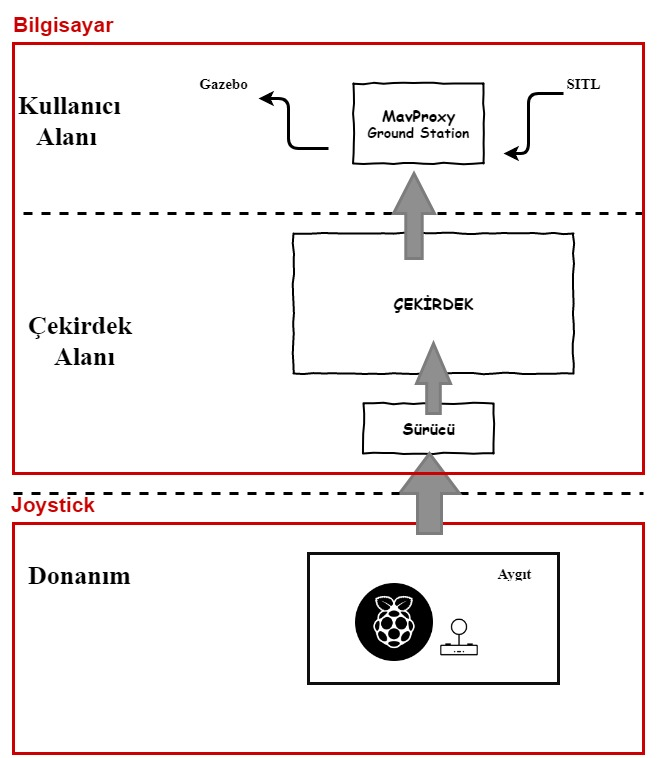 Bilgisayar
Kullanıcı
Alanı
Gazebo
MavProxy
Ground Station
SITL
Çekirdek
Alanı
ÇEKİRDEK
Sürücü
Joystick
Donanım
Aygıt